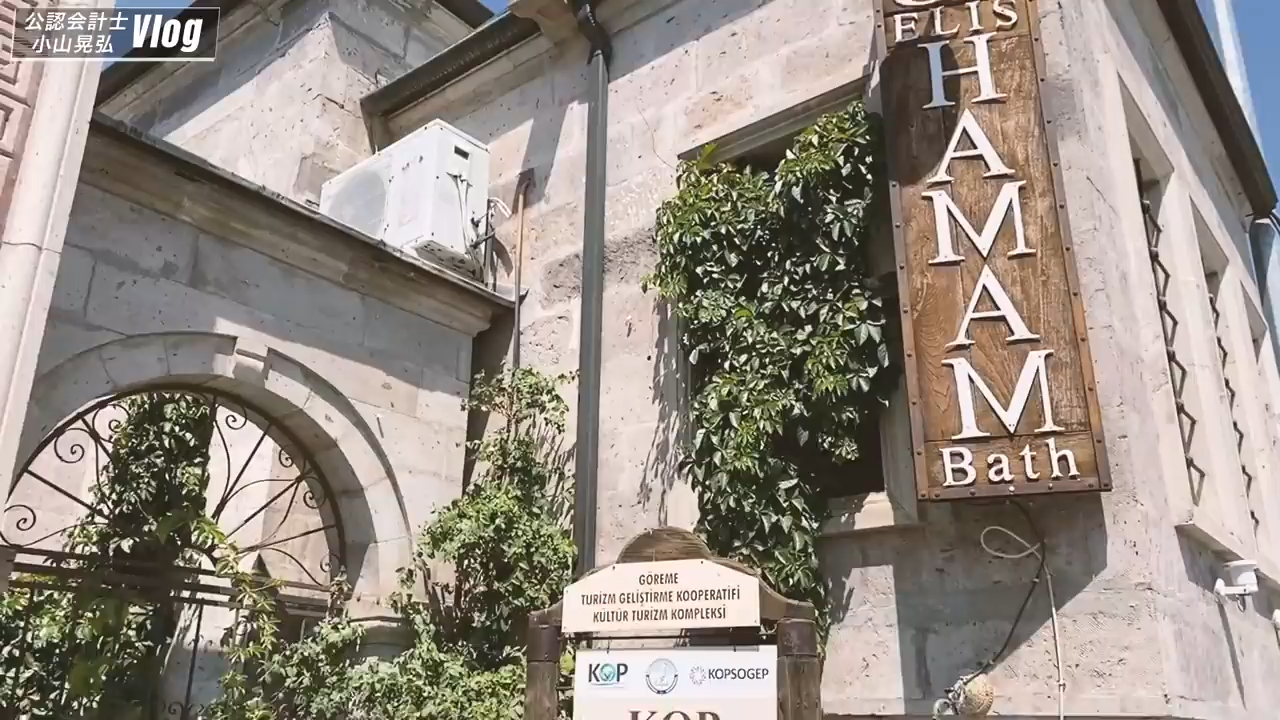 公認会計士
小山晃弘
Vlog
ELIS
HAMAM
Bath
GÖREME
TURİZM GELİŞTİRME KOOPERATİFİ
KÜLTÜR TURİZM KOMPLEKSİ
KOP
KOPSOGEP
KOP